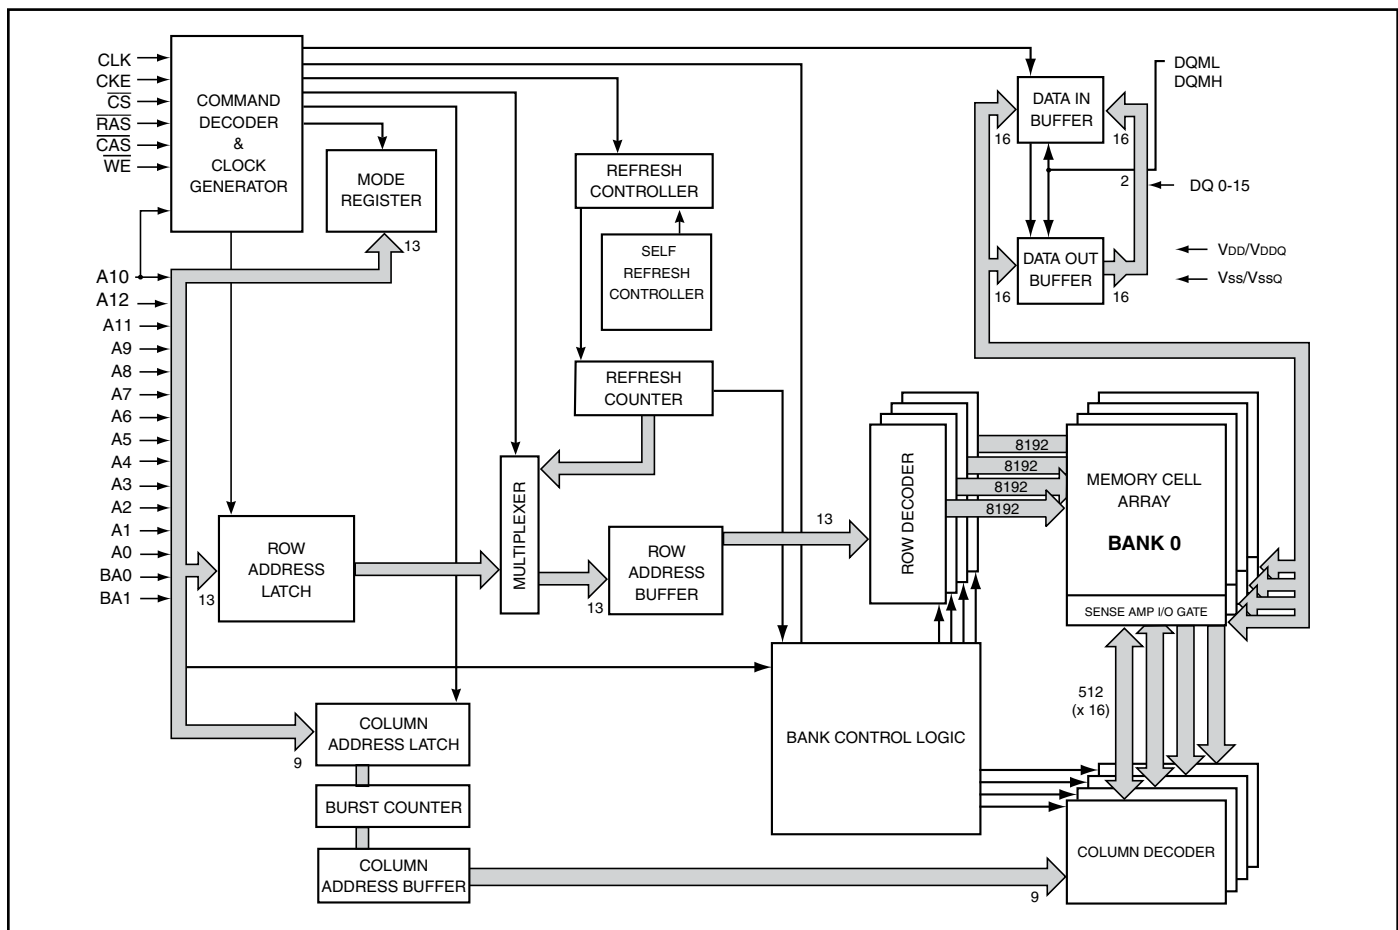 CLK
CKE
CS
RAS
CAS
WE
COMMAND
DECODER
&
CLOCK
GENERATOR
MODE
REGISTER
13
REFRESH
CONTROLLER
SELF
REFRESH
CONTROLLER
REFRESH
COUNTER
DATA IN
BUFFER
16
16
DQML
DQMH
2
DQ 0-15
DATA OUT
BUFFER
16
16
VDD/VDDQ
Vss/VssQ
A10
A12
A11
A9
A8
A7
A6
A5
A4
A3
A2
A1
A0
BA0
BA1
13
ROW
ADDRESS
LATCH
MULTIPLEXER
13
ROW
ADDRESS
BUFFER
13
ROW DECODER
8192
8192
8192
8192
MEMORY CELL
ARRAY
BANK 0
SENSE AMP I/O GATE
512
(x 16)
BANK CONTROL LOGIC
9
COLUMN
ADDRESS LATCH
BURST COUNTER
COLUMN
ADDRESS BUFFER
9
COLUMN DECODER